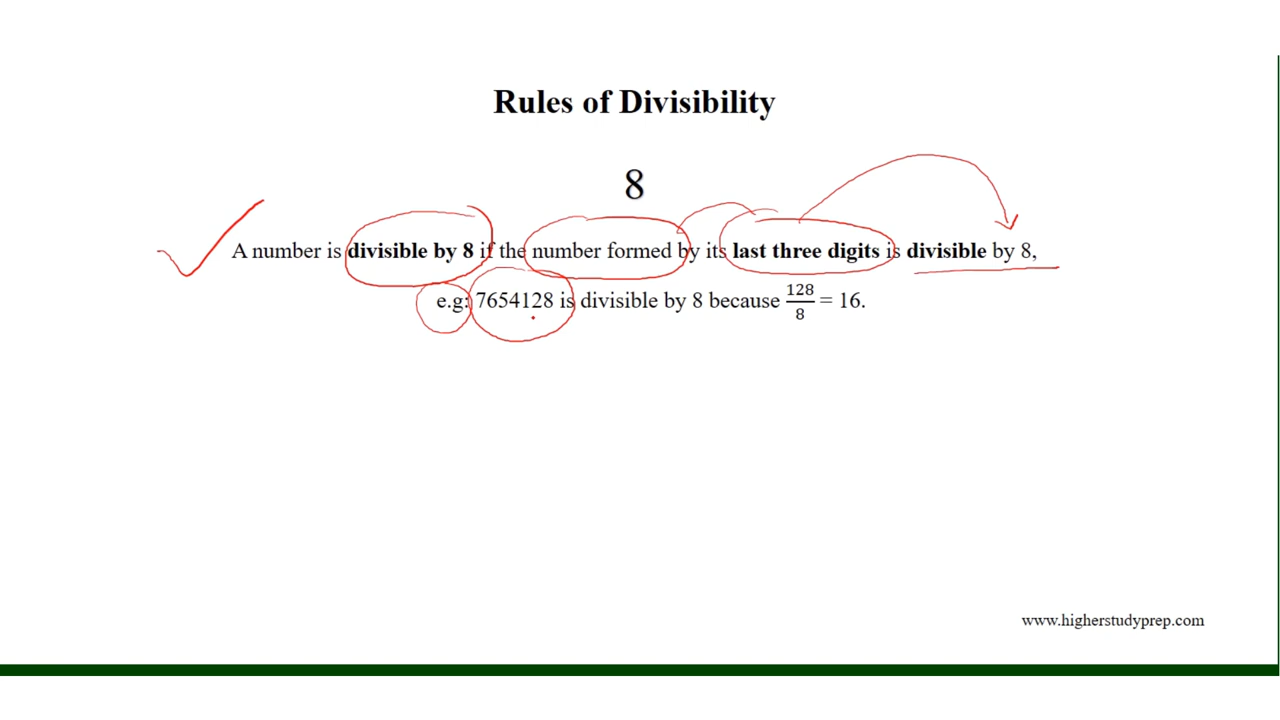 Rules of Divisibility
8
A number is divisible by 8 if the number formed by its last three digits is divisible by 8,
e.g: 7654128 is divisible by 8 because 128/8 = 16.
www.higherstudyprep.com